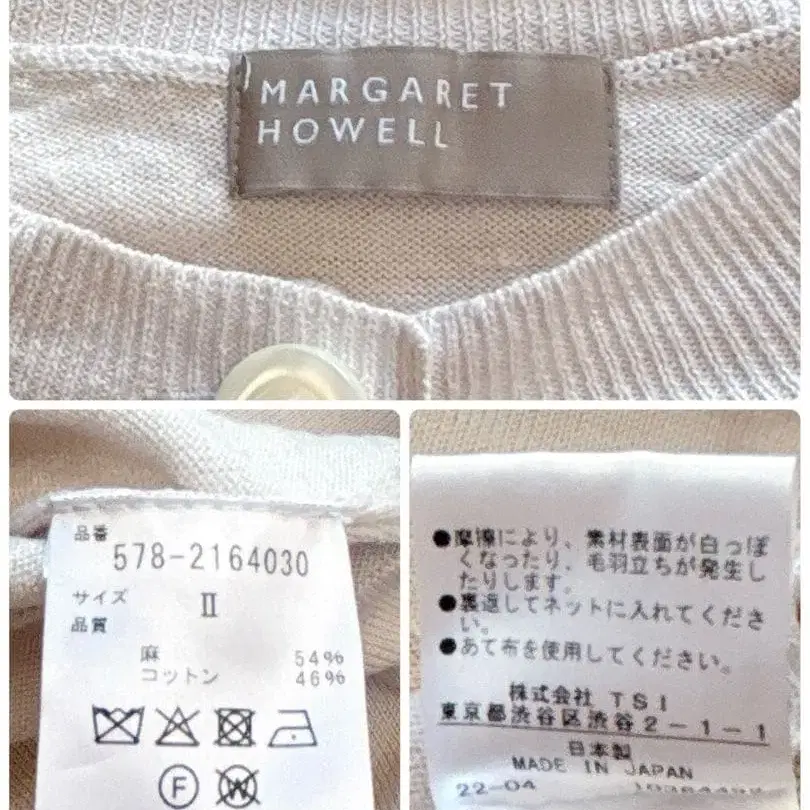 MARGARET
HOWELL
品番
578-2164030
サイズ II
品質
麻 54%
コットン 46%
F W
●摩擦により、素材表面が白っぽ
くなったり、毛羽立ちが発生し
たりします。
●裏返してネットに入れてくださ
い。
●あて布を使用してください。
株式会社 TSI
東京都渋谷区渋谷2-1-1
日本製
MADE IN JAPAN
22-04